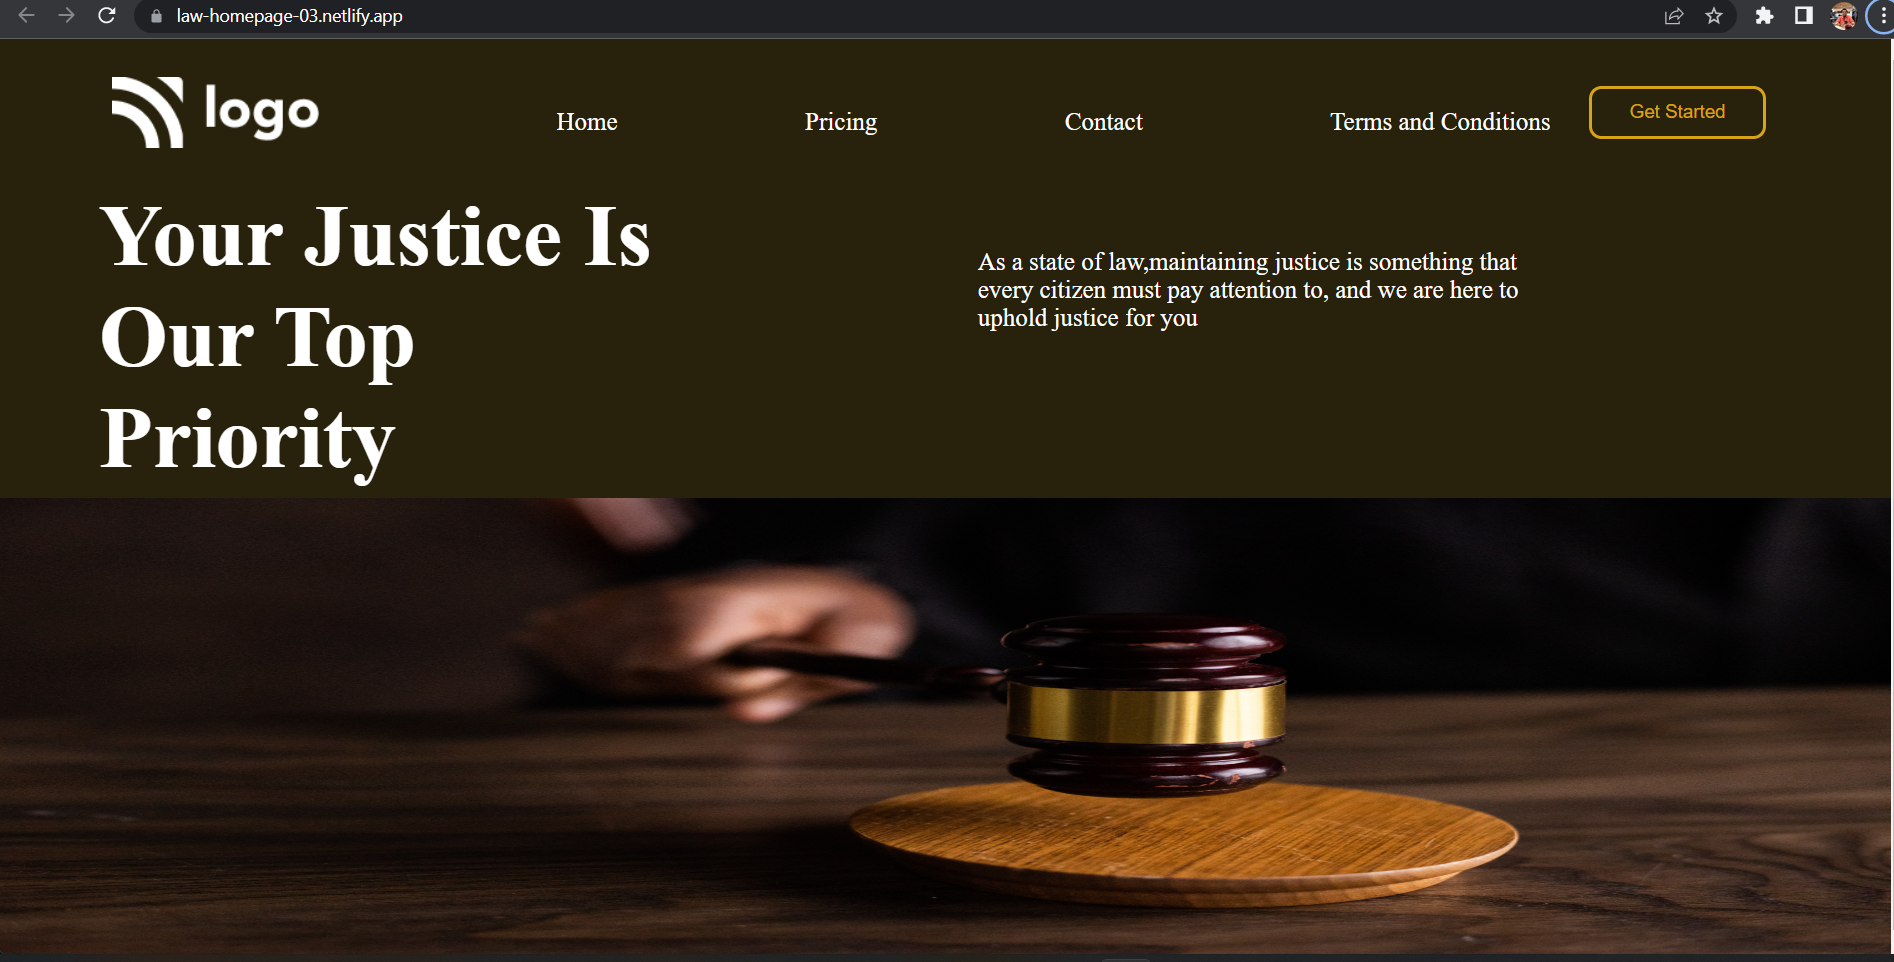 law-homepage-03.netlify.app
logo
Home
Pricing
Contact
Terms and Conditions
Get Started
Your Justice Is
Our Top
Priority
As a state of law,maintaining justice is something that
every citizen must pay attention to, and we are here to
uphold justice for you